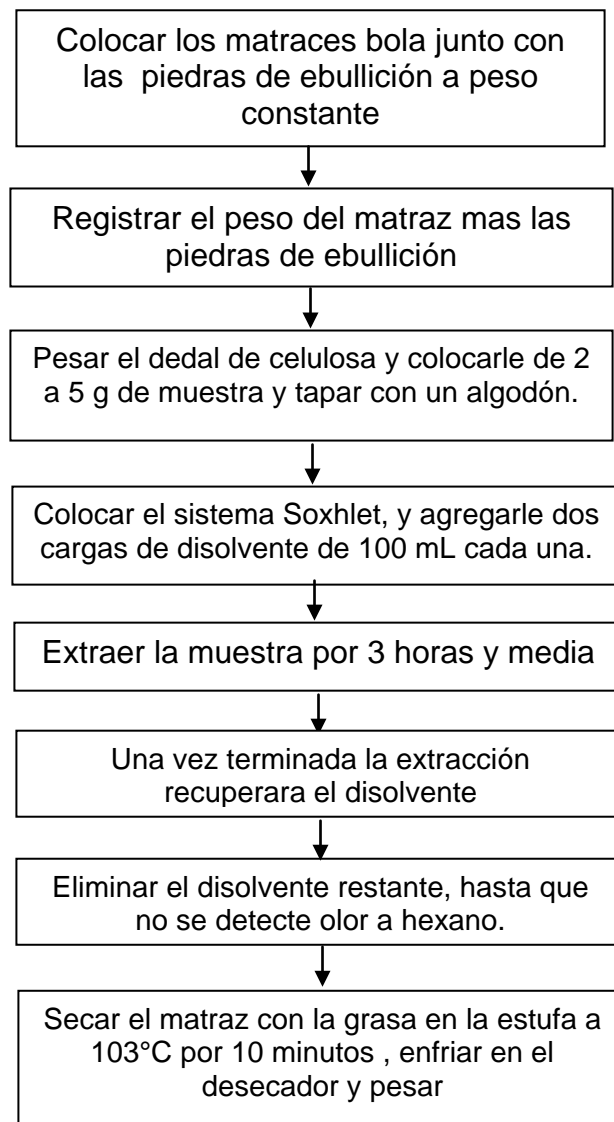 Colocar los matraces bola junto con
las piedras de ebullición a peso
constante
Registrar el peso del matraz mas las
piedras de ebullición
Pesar el dedal de celulosa y colocarle de 2
a 5 g de muestra y tapar con un algodón.
Colocar el sistema Soxhlet, y agregarle dos
cargas de disolvente de 100 mL cada una.
Extraer la muestra por 3 horas y media
Una vez terminada la extracción
recuperara el disolvente
Eliminar el disolvente restante, hasta que
no se detecte olor a hexano.
Secar el matraz con la grasa en la estufa a
103°C por 10 minutos , enfriar en el
desecador y pesar